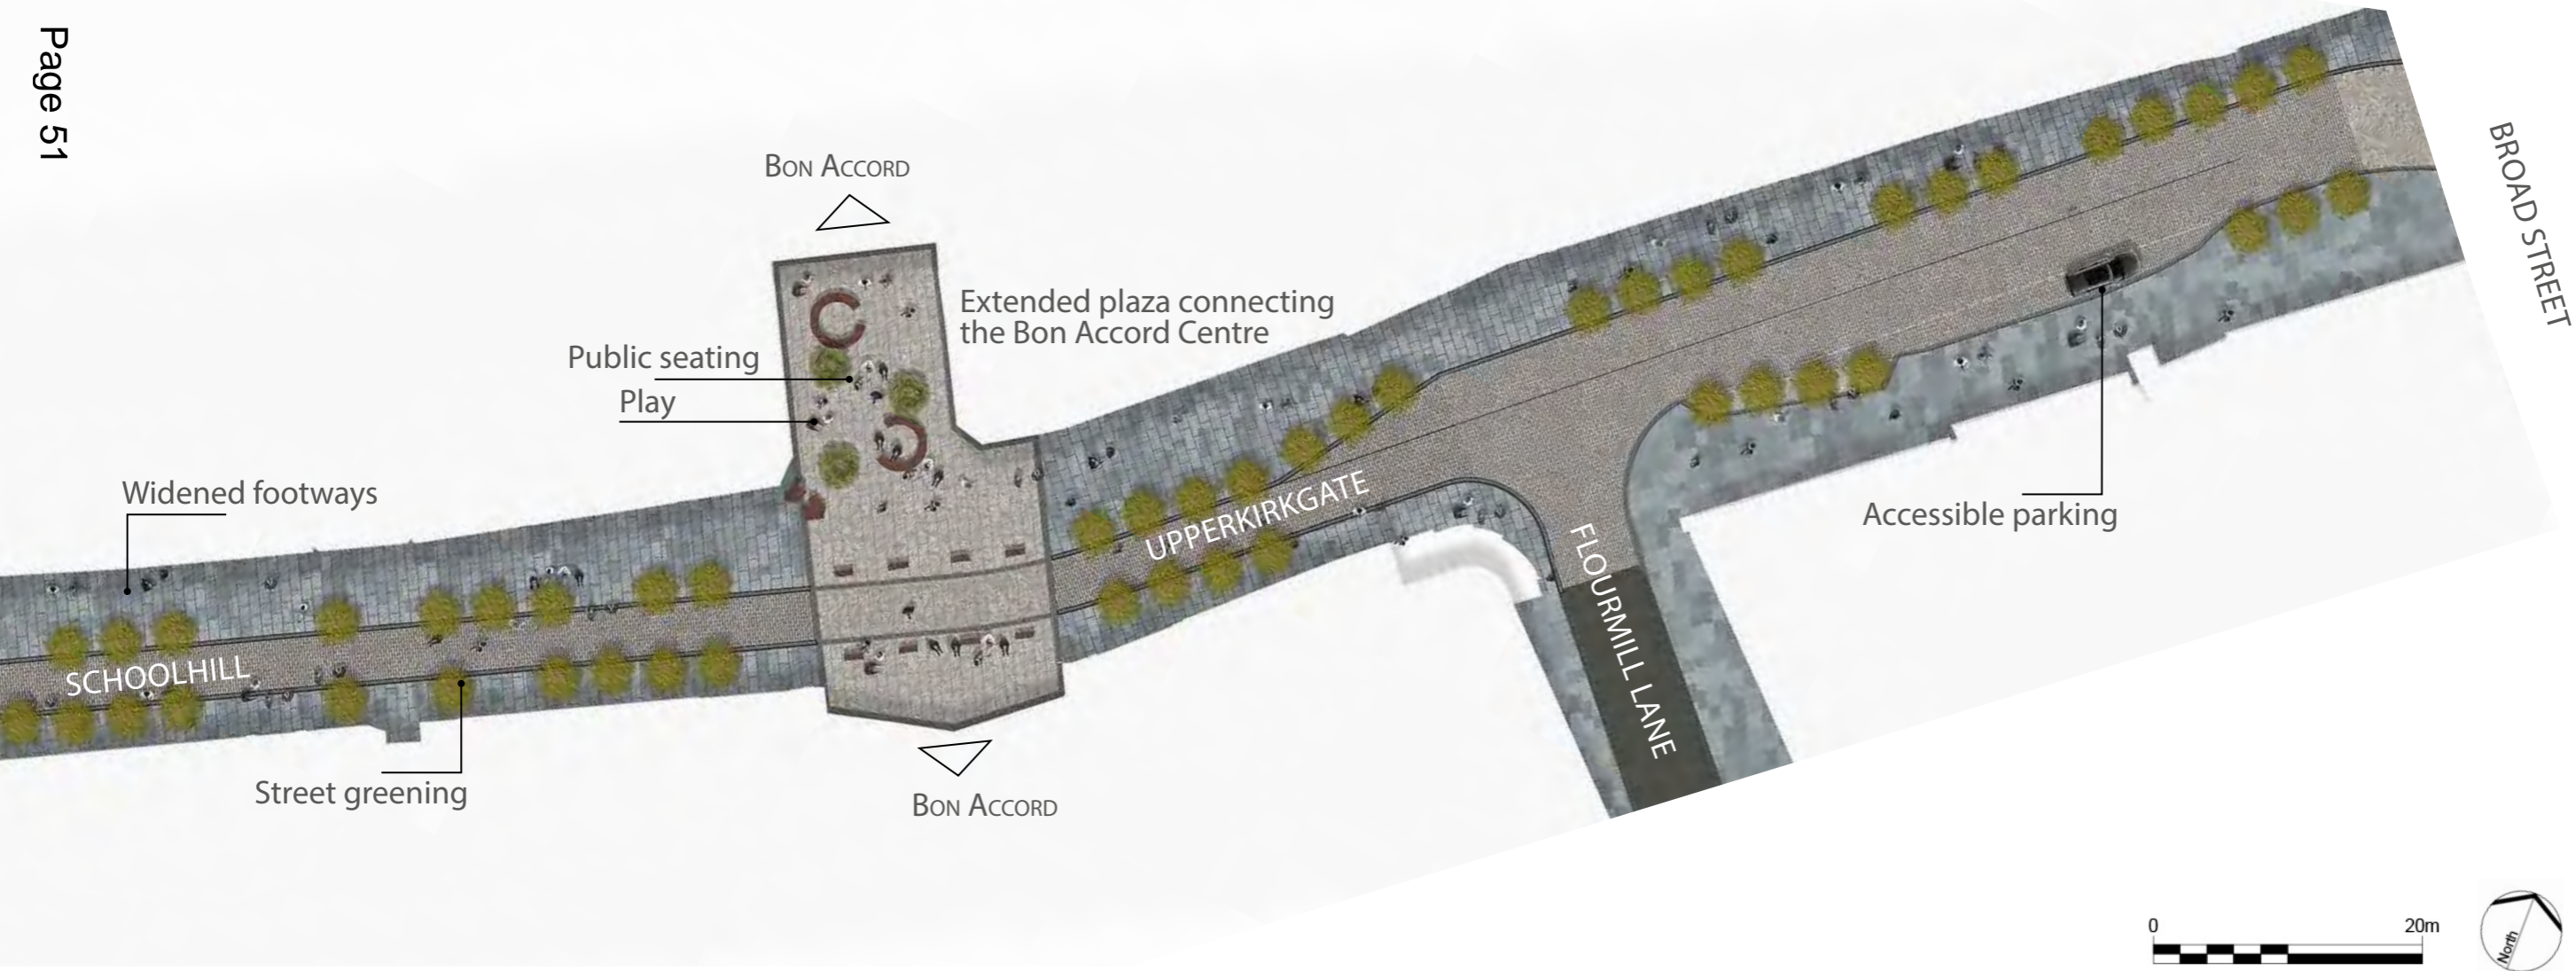 Page 51
BON ACCORD
Extended plaza connecting
the Bon Accord Centre
Public seating
Play
Widened footways
SCHOOLHILL
Street greening
UPPERKIRKGATE
FLOURMILL LANE
BON ACCORD
Accessible parking
BROAD STREET
0 20m
North